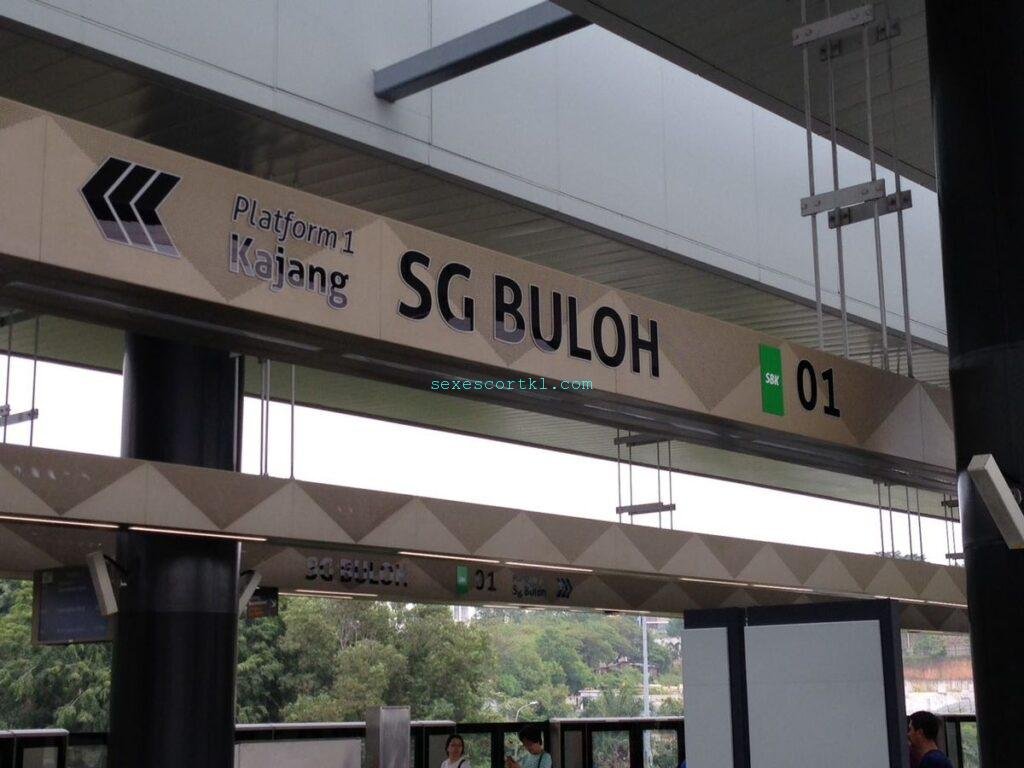 Platform 1
Kajang
SG BULOH
SBK
01
sexescortkl.com
SG BULOH
01
Sg Buloh